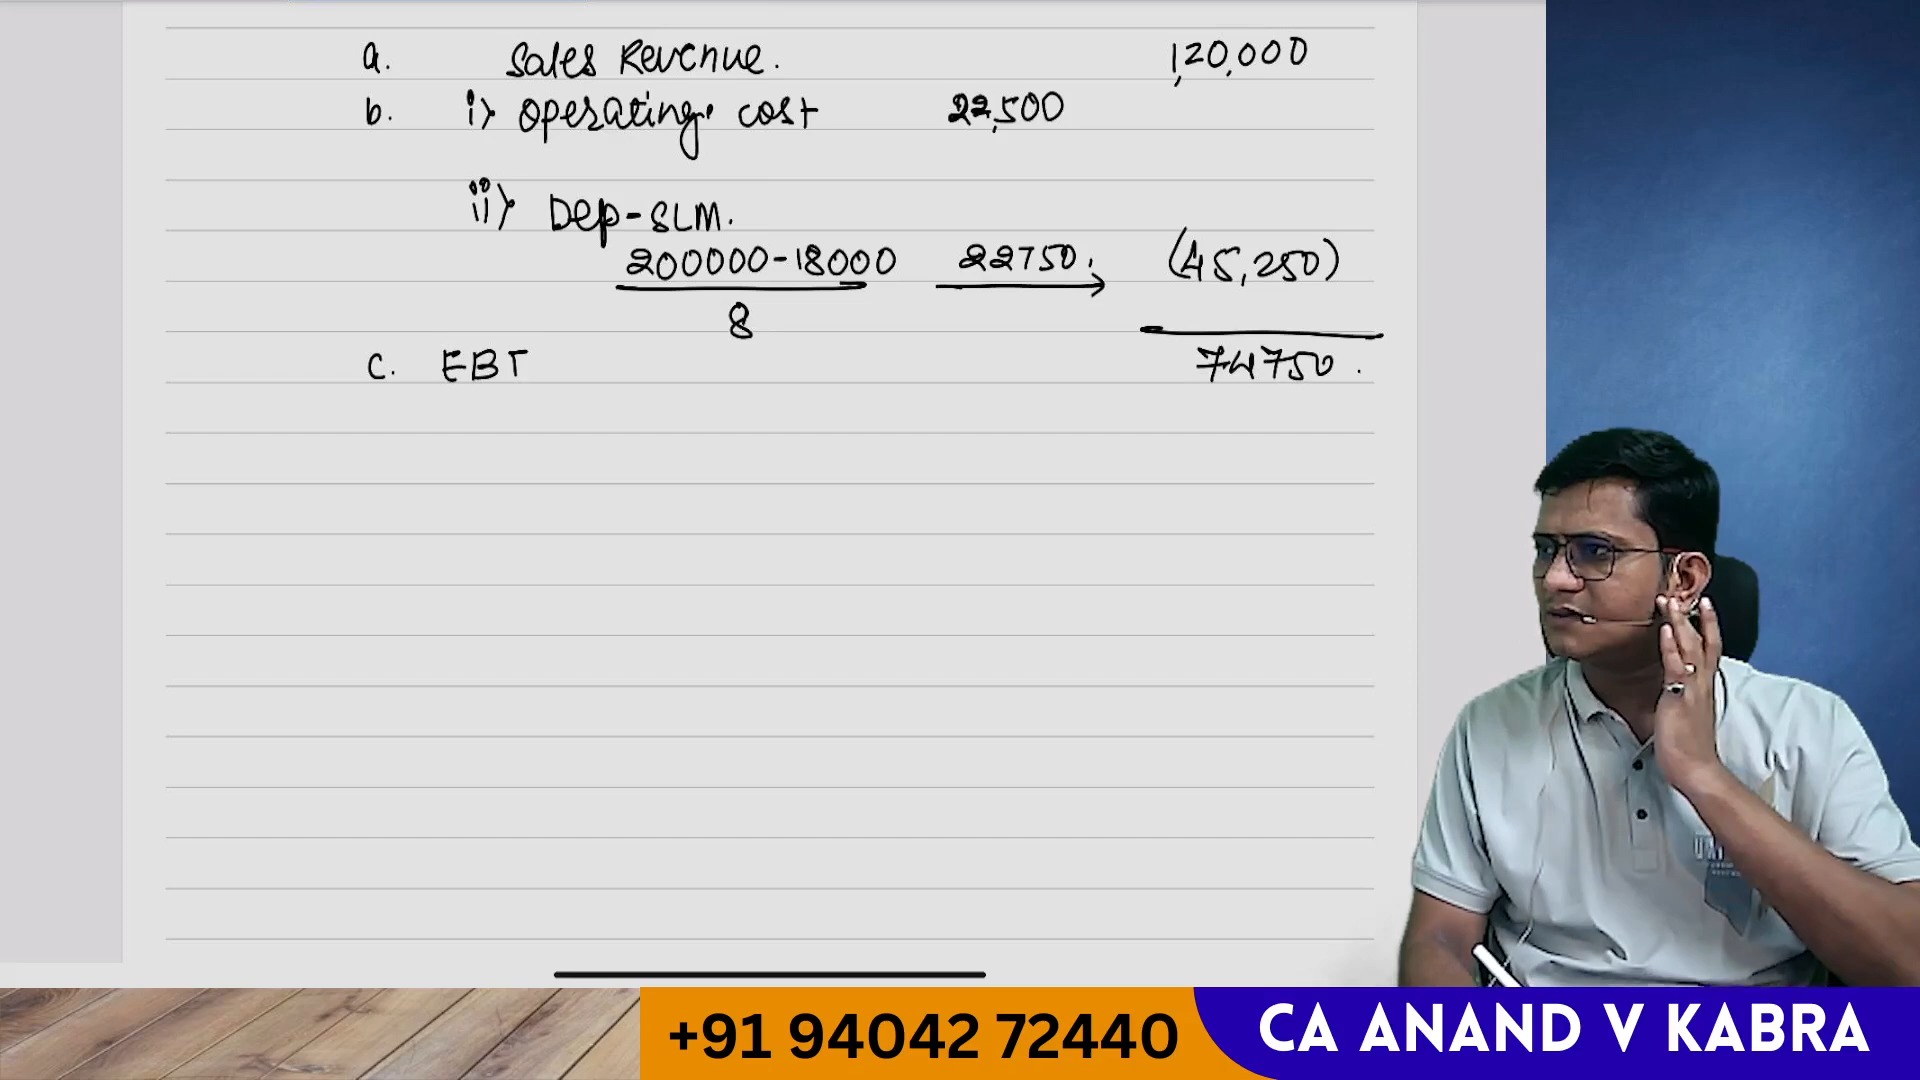 a. Sales Revenue. 1,20,000
b. i> operating. cost 22,500
ii> Dep-SLM.
200000-18000 22750. (45,250)
8
c. EBT 74750.
+91 94042 72440
CA ANAND V KABRA